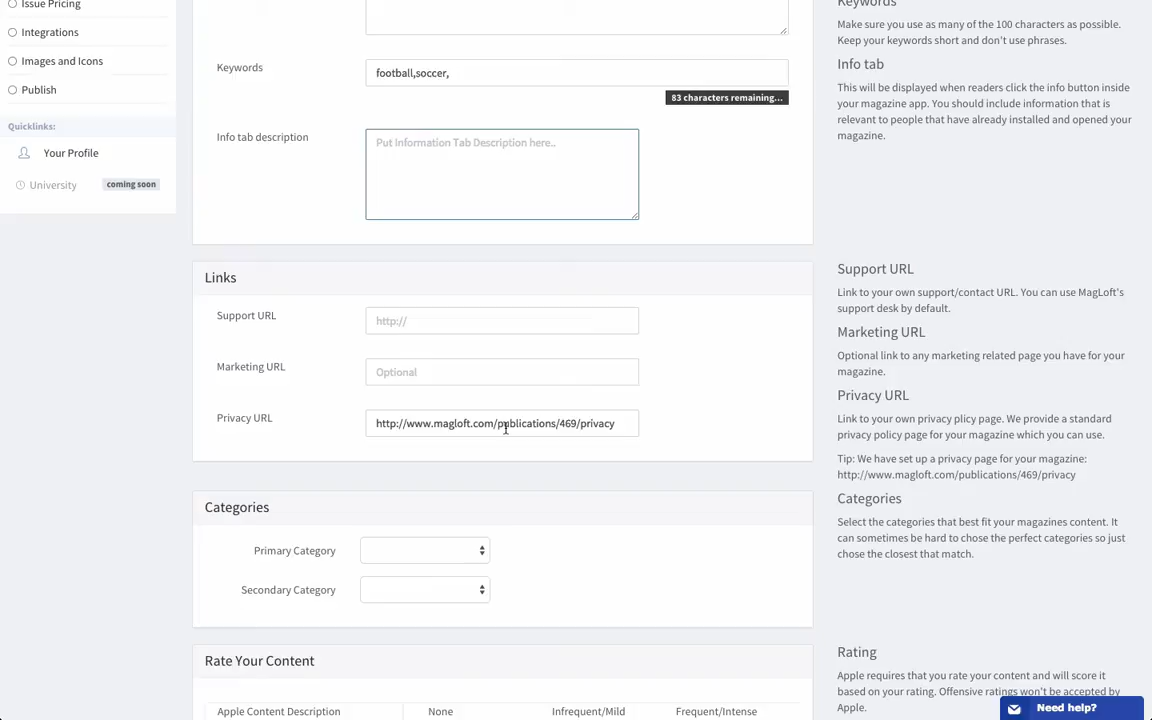 Issue Pricing
Integrations
Images and Icons
Publish
Quicklinks:
Your Profile
University coming soon
Keywords
football,soccer,
83 characters remaining...
Info tab description
Put Information Tab Description here...
Links
Support URL
http://
Marketing URL
Optional
Privacy URL
http://www.magloft.com/publications/469/privacy
Categories
Primary Category
Secondary Category
Rate Your Content
Apple Content Description None Infrequent/Mild Frequent/Intense
Keywords
Make sure you use as many of the 100 characters as possible.
Keep your keywords short and don't use phrases.
Info tab
This will be displayed when readers click the info button inside
your magazine app. You should include information that is
relevant to people that have already installed and opened your
magazine.
Support URL
Link to your own support/contact URL. You can use MagLoft's
support desk by default.
Marketing URL
Optional link to any marketing related page you have for your
magazine.
Privacy URL
Link to your own privacy plicy page. We provide a standard
privacy policy page for your magazine which you can use.
Tip: We have set up a privacy page for your magazine:
http://www.magloft.com/publications/469/privacy
Categories
Select the categories that best fit your magazines content. It
can sometimes be hard to chose the perfect categories so just
chose the closest that match.
Rating
Apple requires that you rate your content and will score it
based on your rating. Offensive ratings won't be accepted by
Apple.
Need help?